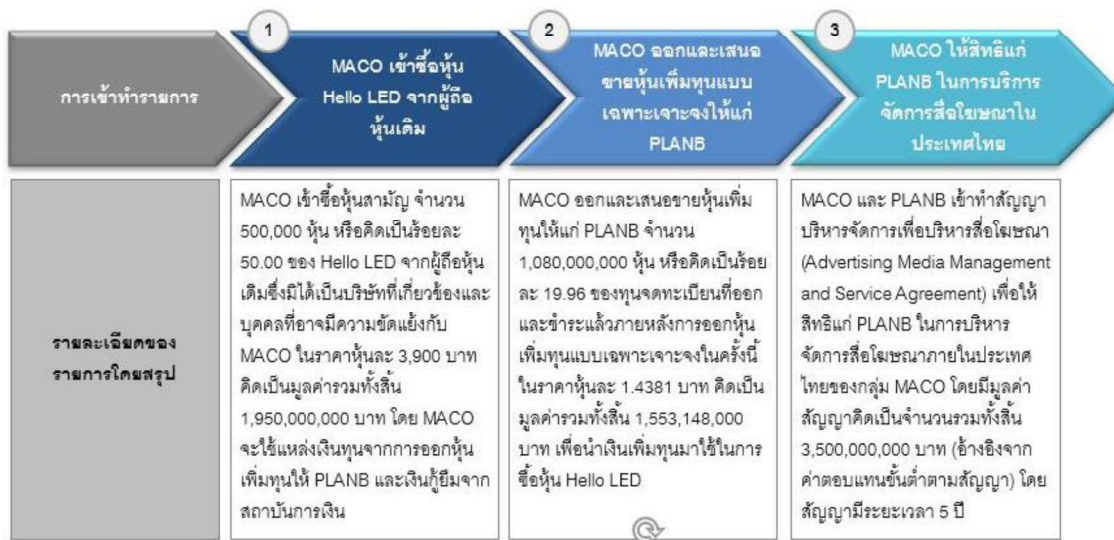 การเข้าทำรายการ
1
MACO เข้าซื้อหุ้น
Hello LED จากผู้ถือ
หุ้นเดิม
2
MACO ออกและเสนอ
ขายหุ้นเพิ่มทุนแบบ
เฉพาะเจาะจงให้แก่
PLANB
3
MACO ให้สิทธิแก่
PLANB ในการบริการ
จัดการสื่อโฆษณาใน
ประเทศไทย
รายละเอียดของ
รายการโดยสรุป
MACO เข้าซื้อหุ้นสามัญ จำนวน
500,000 หุ้น หรือคิดเป็นร้อยละ
50.00 ของ Hello LED จากผู้ถือหุ้น
เดิมซึ่งมิได้เป็นบริษัทที่เกี่ยวข้องและ
บุคคลที่อาจมีความขัดแย้งกับ
MACO ในราคาหุ้นละ 3,900 บาท
คิดเป็นมูลค่ารวมทั้งสิ้น
1,950,000,000 บาท โดย MACO
จะใช้แหล่งเงินทุนจากการออกหุ้น
เพิ่มทุนให้ PLANB และเงินกู้ยืมจาก
สถาบันการเงิน
MACO ออกและเสนอขายหุ้นเพิ่ม
ทุนให้แก่ PLANB จำนวน
1,080,000,000 หุ้น หรือคิดเป็นร้อย
ละ 19.96 ของทุนจดทะเบียนที่ออก
และชำระแล้วภายหลังการออกหุ้น
เพิ่มทุนแบบเฉพาะเจาะจงในครั้งนี้
ในราคาหุ้นละ 1.4381 บาท คิดเป็น
มูลค่ารวมทั้งสิ้น 1,553,148,000
บาท เพื่อนำเงินเพิ่มทุนมาใช้ในการ
ซื้อหุ้น Hello LED
MACO และ PLANB เข้าทำสัญญา
บริหารจัดการเพื่อบริหารสื่อโฆษณา
(Advertising Media Management
and Service Agreement) เพื่อให้
สิทธิแก่ PLANB ในการบริหาร
จัดการสื่อโฆษณาภายในประเทศ
ไทยของกลุ่ม MACO โดยมีมูลค่า
สัญญาคิดเป็นจำนวนรวมทั้งสิ้น
3,500,000,000 บาท (อ้างอิงจาก
ค่าตอบแทนขั้นต่ำตามสัญญา) โดย
สัญญามีระยะเวลา 5 ปี